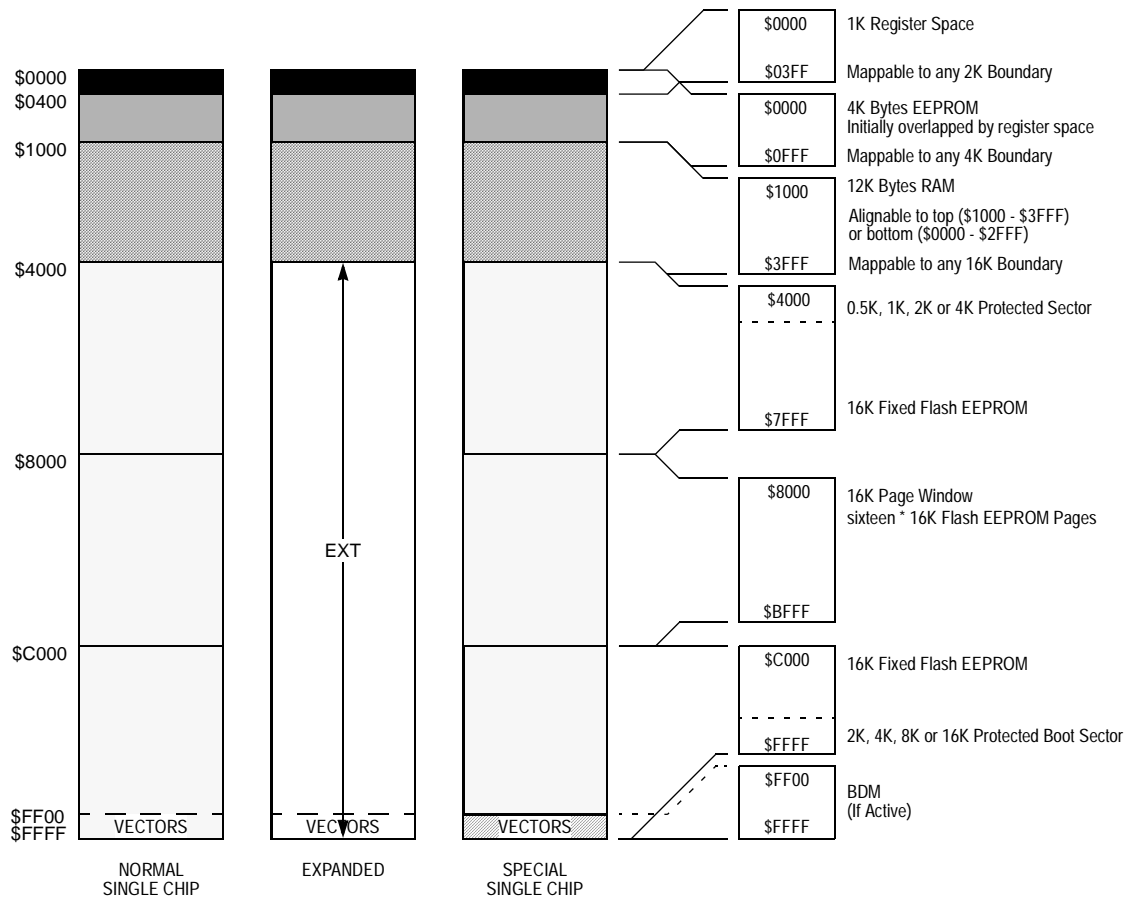 $0000
$0400
$1000
$4000
$8000
$C000
$FF00
$FFFF
VECTORS
NORMAL
SINGLE CHIP
EXT
VECTORS
EXPANDED
VECTORS
SPECIAL
SINGLE CHIP
$0000 1K Register Space
$03FF Mappable to any 2K Boundary
$0000 4K Bytes EEPROM
Initially overlapped by register space
$0FFF Mappable to any 4K Boundary
$1000 12K Bytes RAM
Alignable to top ($1000 - $3FFF)
or bottom ($0000 - $2FFF)
$3FFF Mappable to any 16K Boundary
$4000 0.5K, 1K, 2K or 4K Protected Sector
$7FFF 16K Fixed Flash EEPROM
$8000 16K Page Window
sixteen * 16K Flash EEPROM Pages
$BFFF
$C000 16K Fixed Flash EEPROM
$FFFF 2K, 4K, 8K or 16K Protected Boot Sector
$FF00 BDM
(If Active)
$FFFF